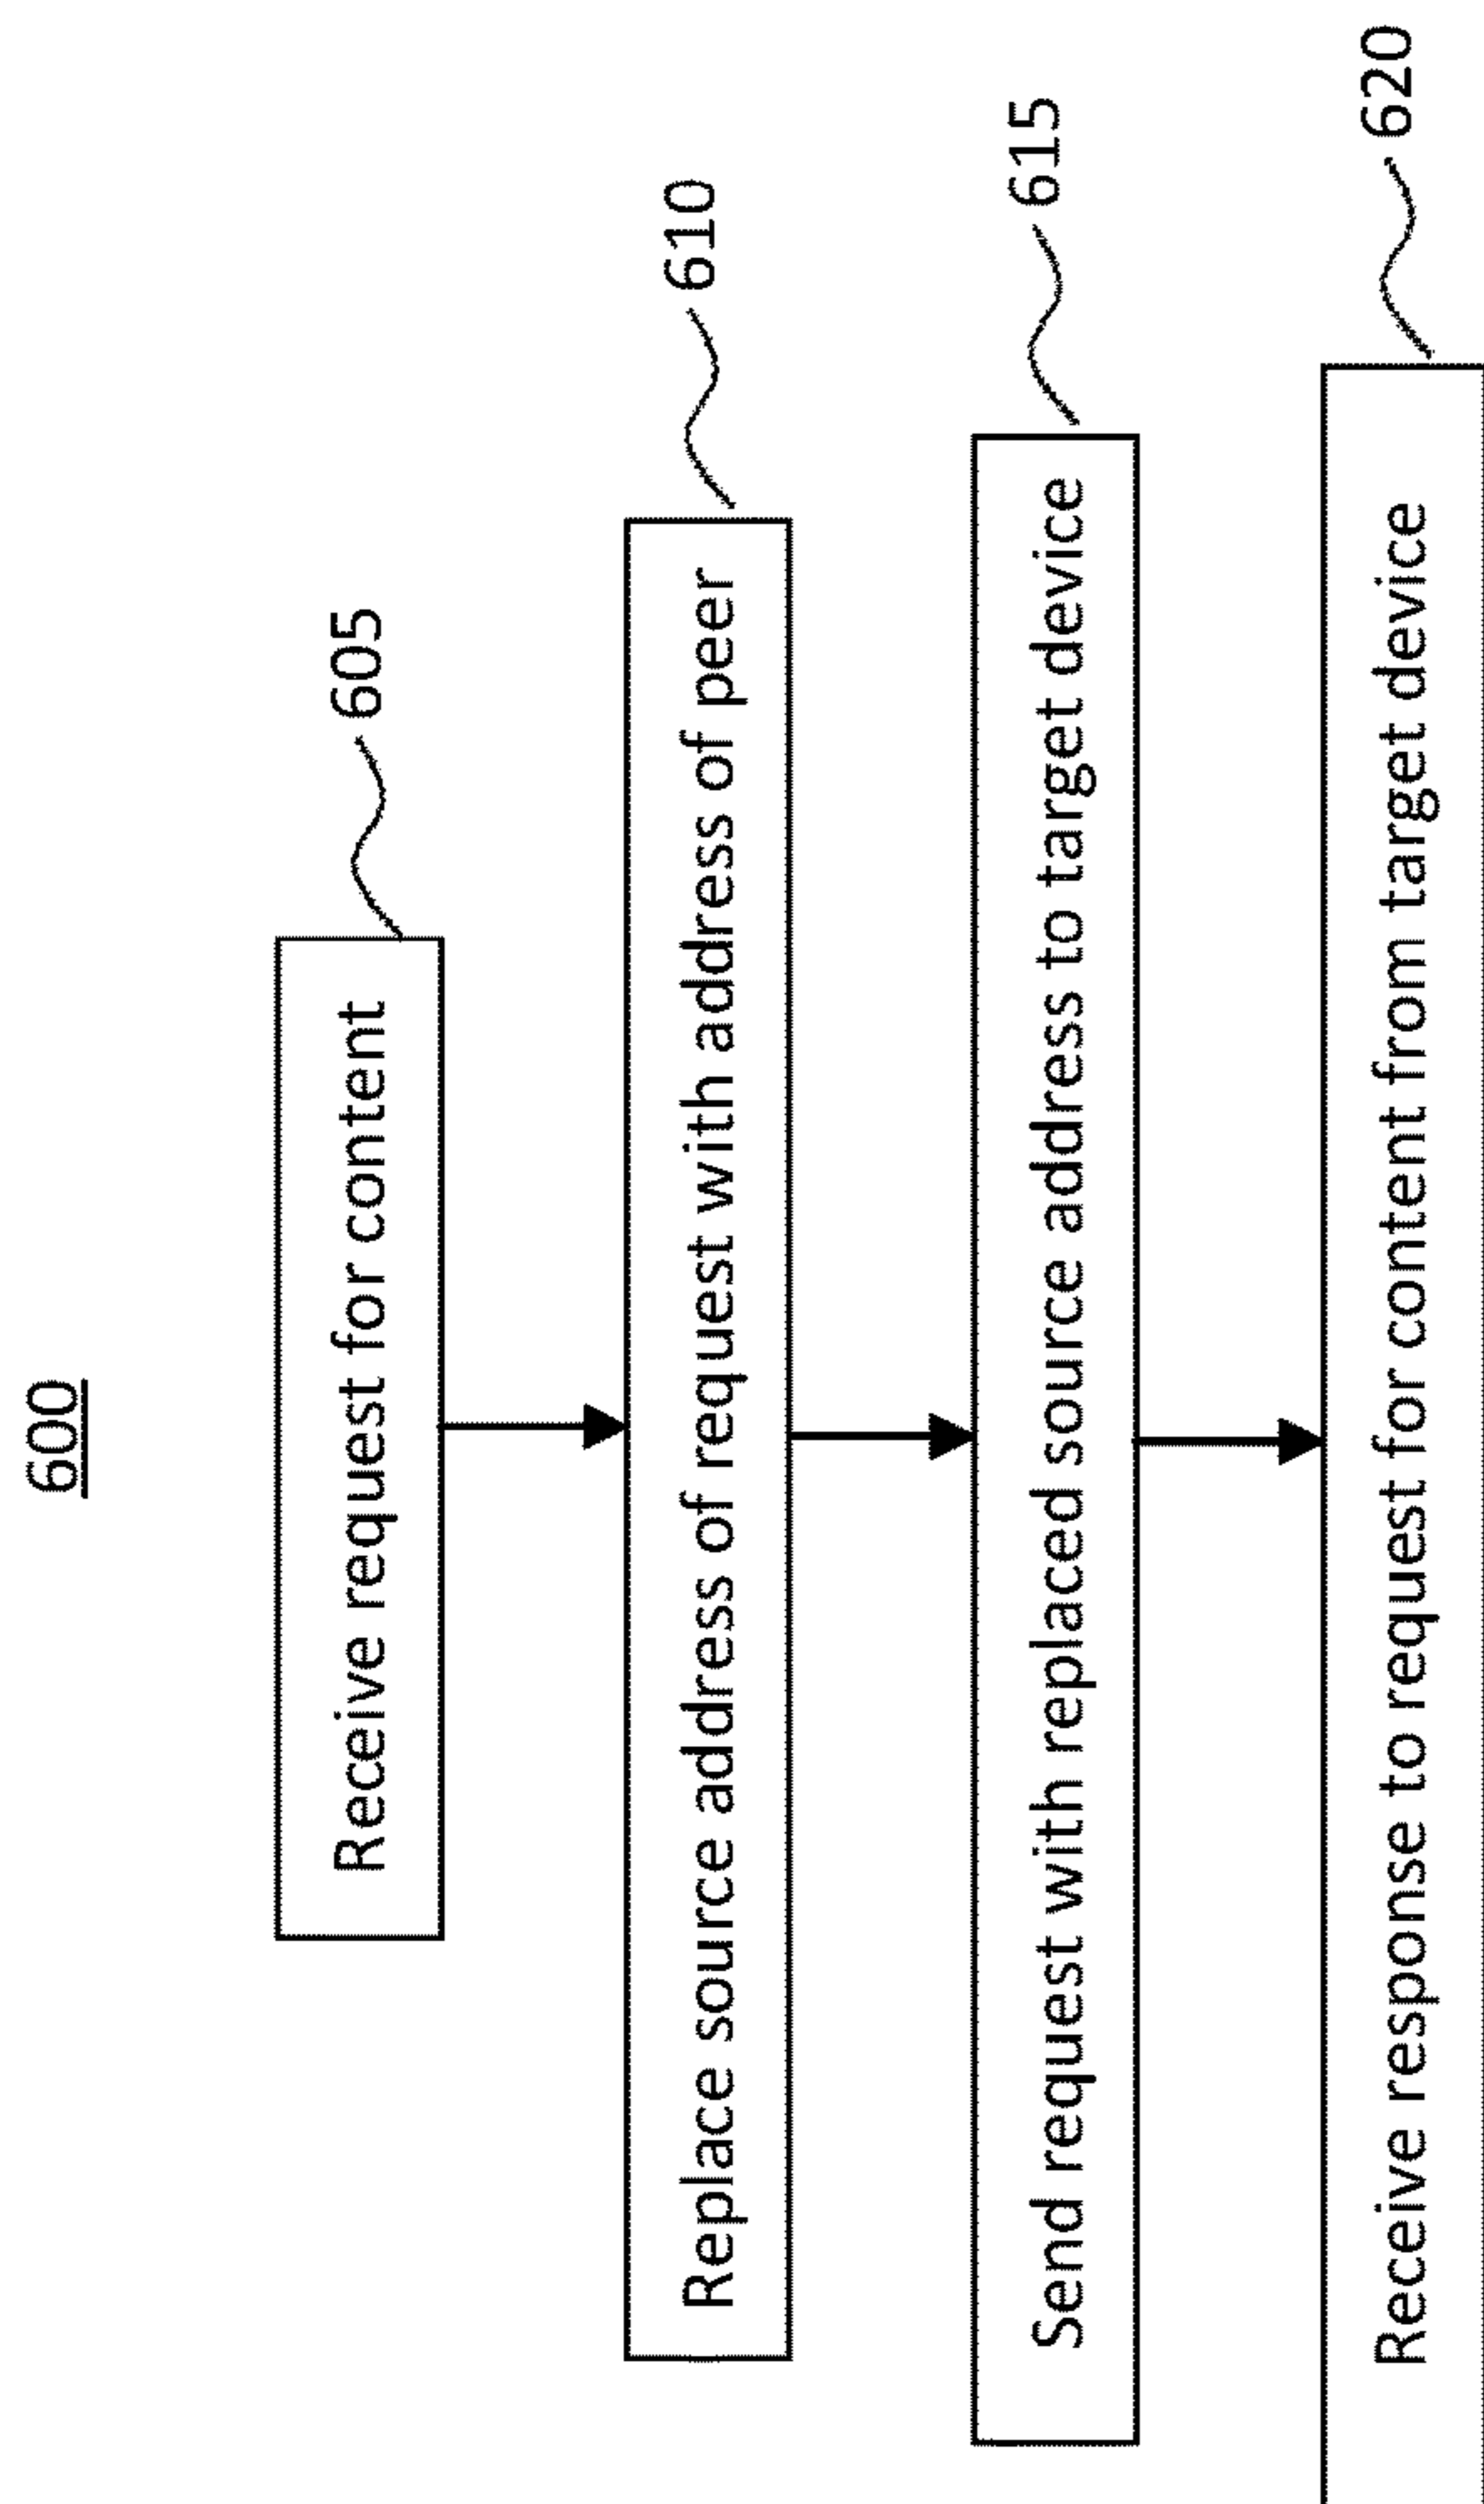 600
Receive request for content
605
Replace source address of request with address of peer
610
Send request with replaced source address to target device
615
Receive response to request for content from target device
620